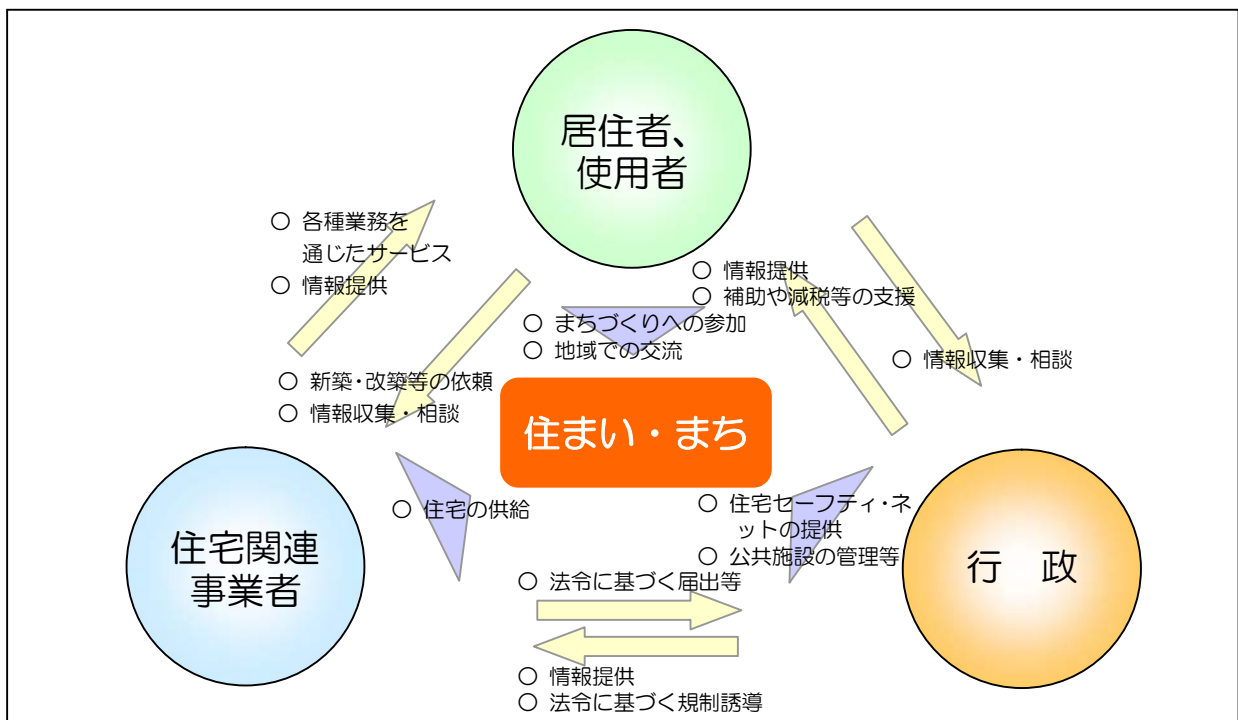 居住者、
使用者
○ 各種業務を
通じたサービス
○ 情報提供
○ 情報提供
○ 補助や減税等の支援
○ まちづくりへの参加
○ 地域での交流
○ 情報収集・相談
○ 新築・改築等の依頼
○ 情報収集・相談
住まい・まち
住宅関連
事業者
○ 住宅の供給
○ 住宅セーフティ・ネ
ットの提供
○ 公共施設の管理等
行　政
○ 法令に基づく届出等
○ 情報提供
○ 法令に基づく規制誘導